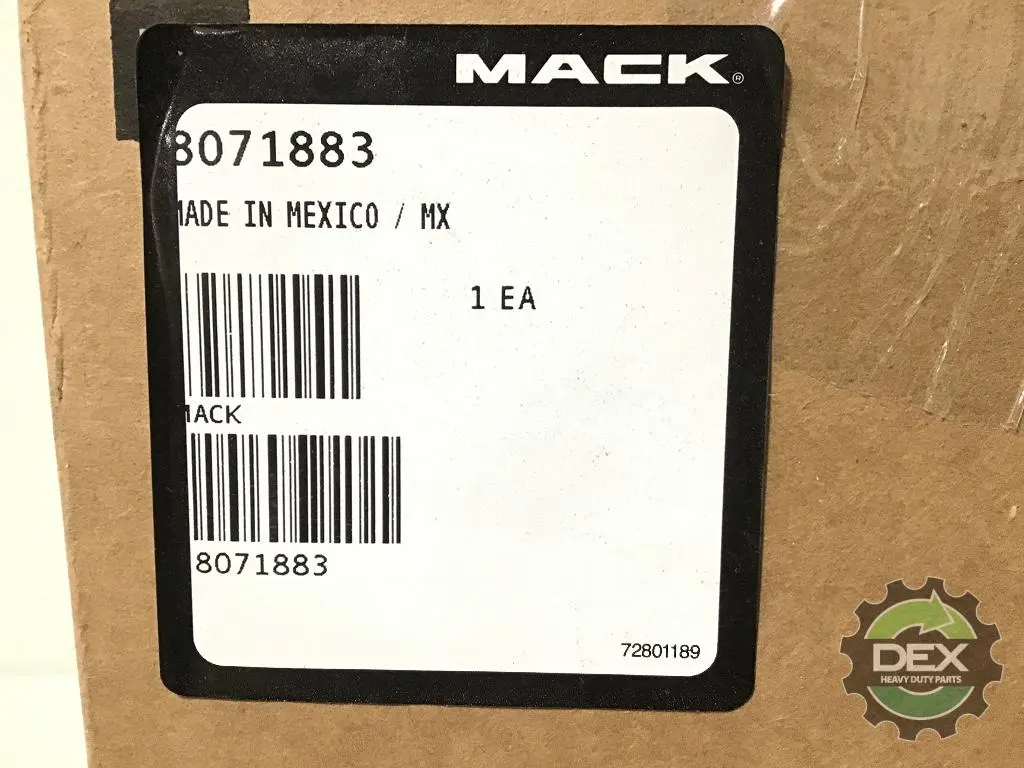 MACK®
8071883
MADE IN MEXICO / MX
1 EA
MACK
8071883
72801189
DEX
HEAVY DUTY PARTS